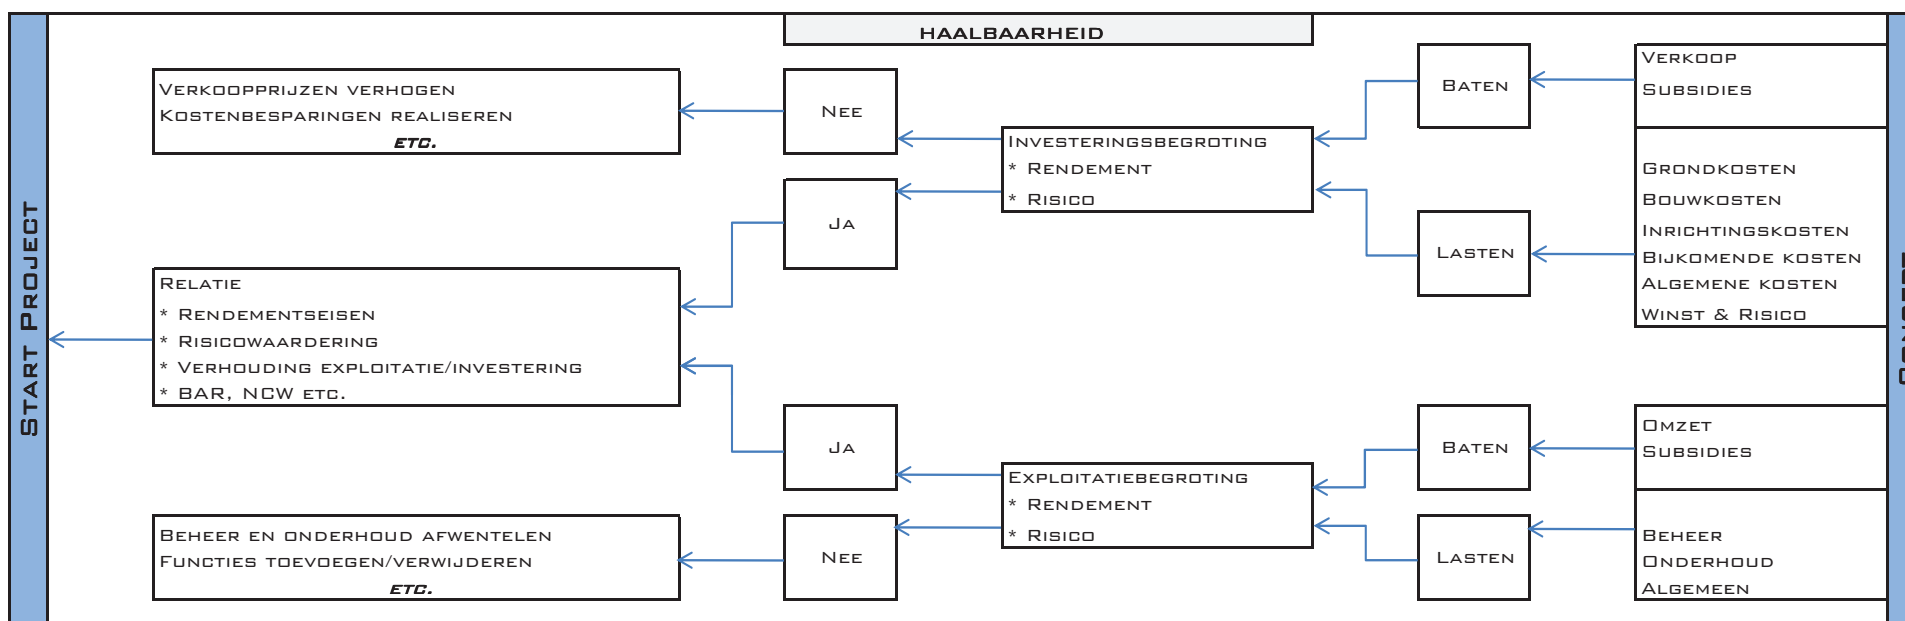 HAALBAARHEID
START PROJECT
VERKOOPPRIJZEN VERHOGEN
KOSTENBESPARINGEN REALISEREN
ETC.
NEE
JA
INVESTERINGSBEGROTING
* RENDEMENT
* RISICO
BATEN
LASTEN
VERKOOP
SUBSIDIES
GRONDKOSTEN
BOUWKOSTEN
INRICHTINGSKOSTEN
BIJKOMENDE KOSTEN
ALGEMENE KOSTEN
WINST & RISICO
RELATIE
* RENDEMENTSEISEN
* RISICOWAARDERING
* VERHOUDING EXPLOITATIE/INVESTERING
* BAR, NCW ETC.
JA
NEE
EXPLOITATIEBEGROTING
* RENDEMENT
* RISICO
BATEN
LASTEN
OMZET
SUBSIDIES
BEHEER
ONDERHOUD
ALGEMEEN
BEHEER EN ONDERHOUD AFWENTELEN
FUNCTIES TOEVOEGEN/VERWIJDEREN
ETC.